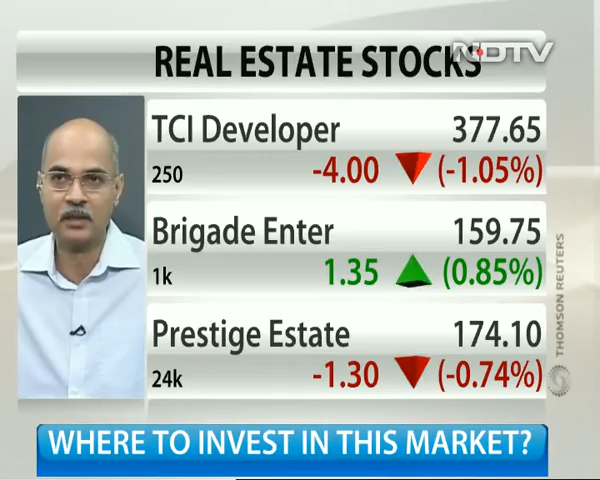 NDTV
REAL ESTATE STOCKS
TCI Developer 377.65
250 -4.00 (-1.05%)
Brigade Enter 159.75
1k 1.35 (0.85%)
Prestige Estate 174.10
24k -1.30 (-0.74%)
THOMSON REUTERS
WHERE TO INVEST IN THIS MARKET?